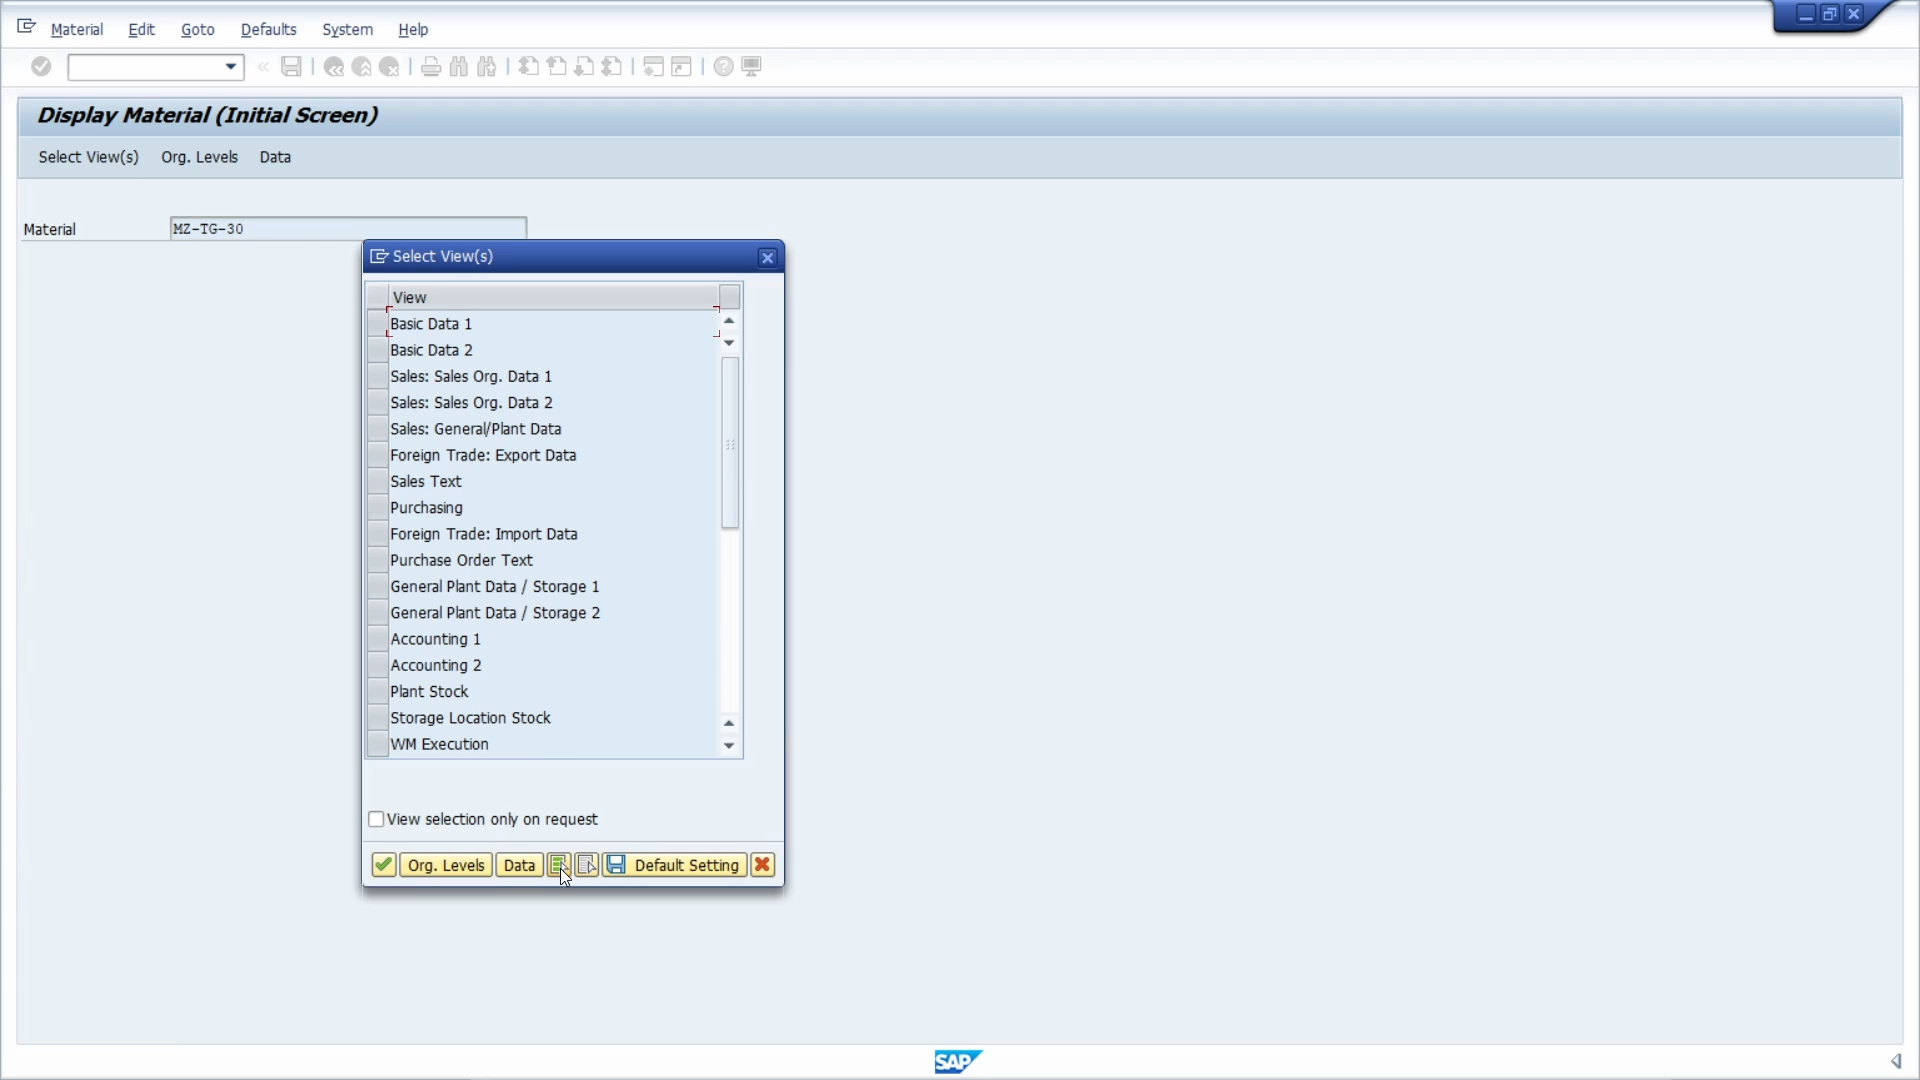 Material Edit Goto Defaults System Help
Display Material (Initial Screen)
Select View(s) Org. Levels Data
Material MZ-TG-30
Select View(s)
View
Basic Data 1
Basic Data 2
Sales: Sales Org. Data 1
Sales: Sales Org. Data 2
Sales: General/Plant Data
Foreign Trade: Export Data
Sales Text
Purchasing
Foreign Trade: Import Data
Purchase Order Text
General Plant Data / Storage 1
General Plant Data / Storage 2
Accounting 1
Accounting 2
Plant Stock
Storage Location Stock
WM Execution
View selection only on request
Org. Levels Data Default Setting
SAP